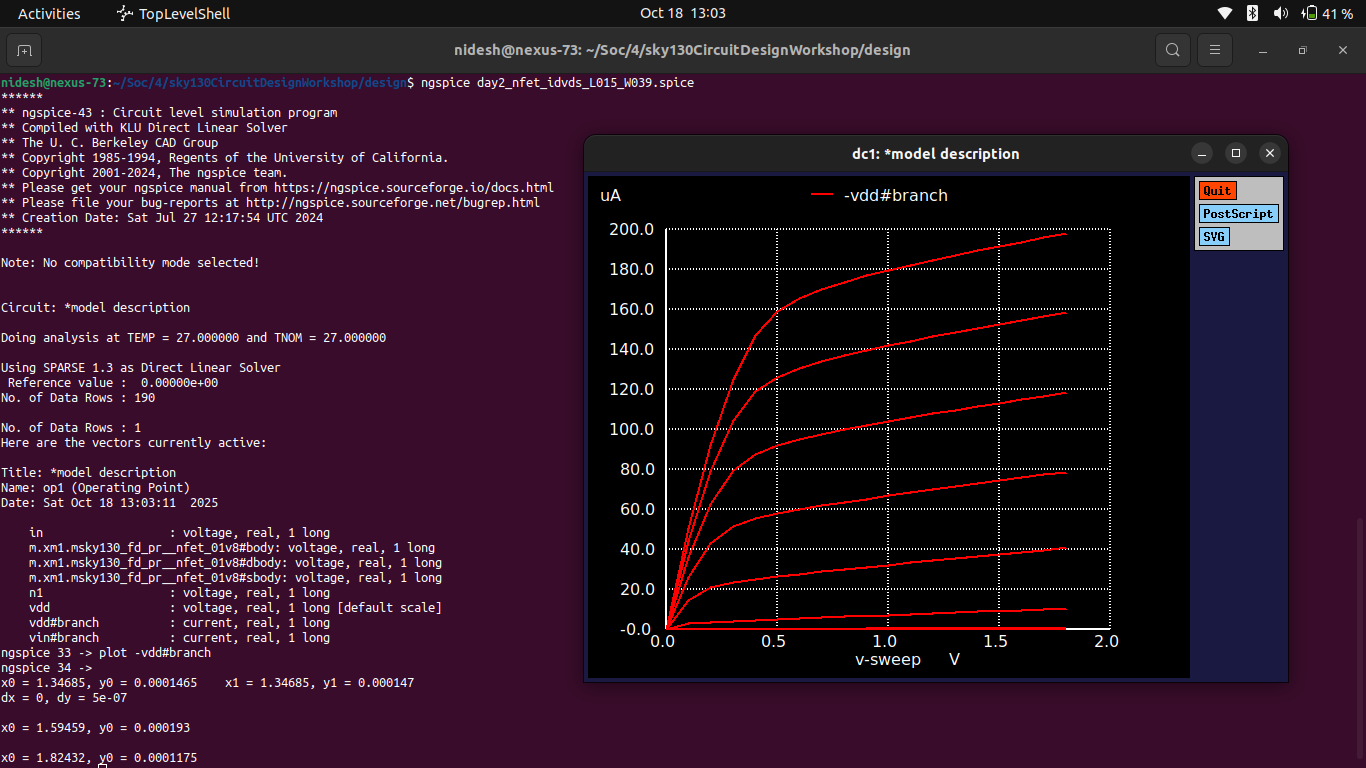 Activities TopLevelShell Oct 18 13:03 41 %
nidesh@nexus-73: ~/Soc/4/sky130CircuitDesignWorkshop/design
nidesh@nexus-73:~/Soc/4/sky130CircuitDesignWorkshop/design$ ngspice day2_nfet_idvds_L015_W039.spice
******
** ngspice-43 : Circuit level simulation program
** Compiled with KLU Direct Linear Solver
** The U. C. Berkeley CAD Group
** Copyright 1985-1994, Regents of the University of California.
** Copyright 2001-2024, The ngspice team.
** Please get your ngspice manual from https://ngspice.sourceforge.io/docs.html
** Please file your bug-reports at http://ngspice.sourceforge.net/bugrep.html
** Creation Date: Sat Jul 27 12:17:54 UTC 2024
******
Note: No compatibility mode selected!
Circuit: *model description
Doing analysis at TEMP = 27.000000 and TNOM = 27.000000
Using SPARSE 1.3 as Direct Linear Solver
Reference value : 0.00000e+00
No. of Data Rows : 190
No. of Data Rows : 1
Here are the vectors currently active:
Title: *model description
Name: op1 (Operating Point)
Date: Sat Oct 18 13:03:11 2025
in : voltage, real, 1 long
m.xm1.msky130_fd_pr__nfet_01v8#body: voltage, real, 1 long
m.xm1.msky130_fd_pr__nfet_01v8#dbody: voltage, real, 1 long
m.xm1.msky130_fd_pr__nfet_01v8#sbody: voltage, real, 1 long
n1 : voltage, real, 1 long
vdd : voltage, real, 1 long [default scale]
vdd#branch : current, real, 1 long
vin#branch : current, real, 1 long
ngspice 33 -> plot -vdd#branch
ngspice 34 ->
x0 = 1.34685, y0 = 0.0001465 x1 = 1.34685, y1 = 0.000147
dx = 0, dy = 5e-07
x0 = 1.59459, y0 = 0.000193
x0 = 1.82432, y0 = 0.0001175
dc1: *model description
uA -vdd#branch
Quit
PostScript
SVG
200.0
180.0
160.0
140.0
120.0
100.0
80.0
60.0
40.0
20.0
-0.0
0.0 0.5 1.0 1.5 2.0
v-sweep V